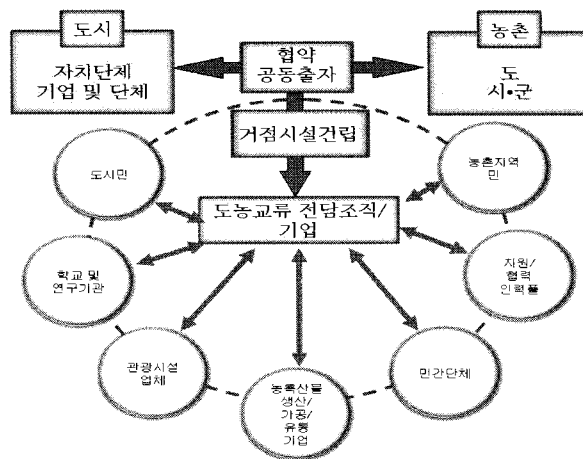 도시
농촌
자치단체
기업 및 단체
협약
공동출자
도
시•군
거점시설건립
도시민
농촌지역
민
도농교류 전담조직/
기업
학교 및
연구기관
자원/
협력
인력풀
관광시설
업체
민간단체
농특산물
생산/
가공/
유통
기업